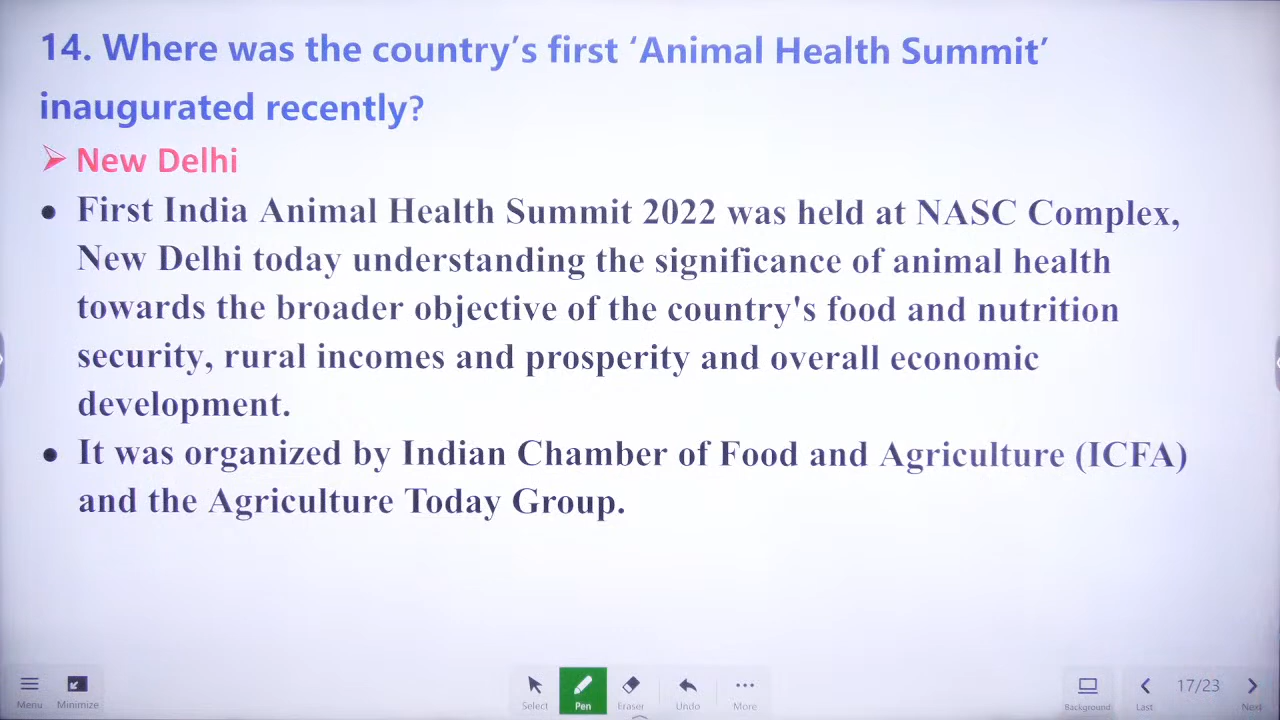 14. Where was the country’s first ‘Animal Health Summit’
inaugurated recently?
➢ New Delhi
• First India Animal Health Summit 2022 was held at NASC Complex,
New Delhi today understanding the significance of animal health
towards the broader objective of the country's food and nutrition
security, rural incomes and prosperity and overall economic
development.
• It was organized by Indian Chamber of Food and Agriculture (ICFA)
and the Agriculture Today Group.
Menu Minimize Select Pen Eraser Undo More Background Last 17/23 Next